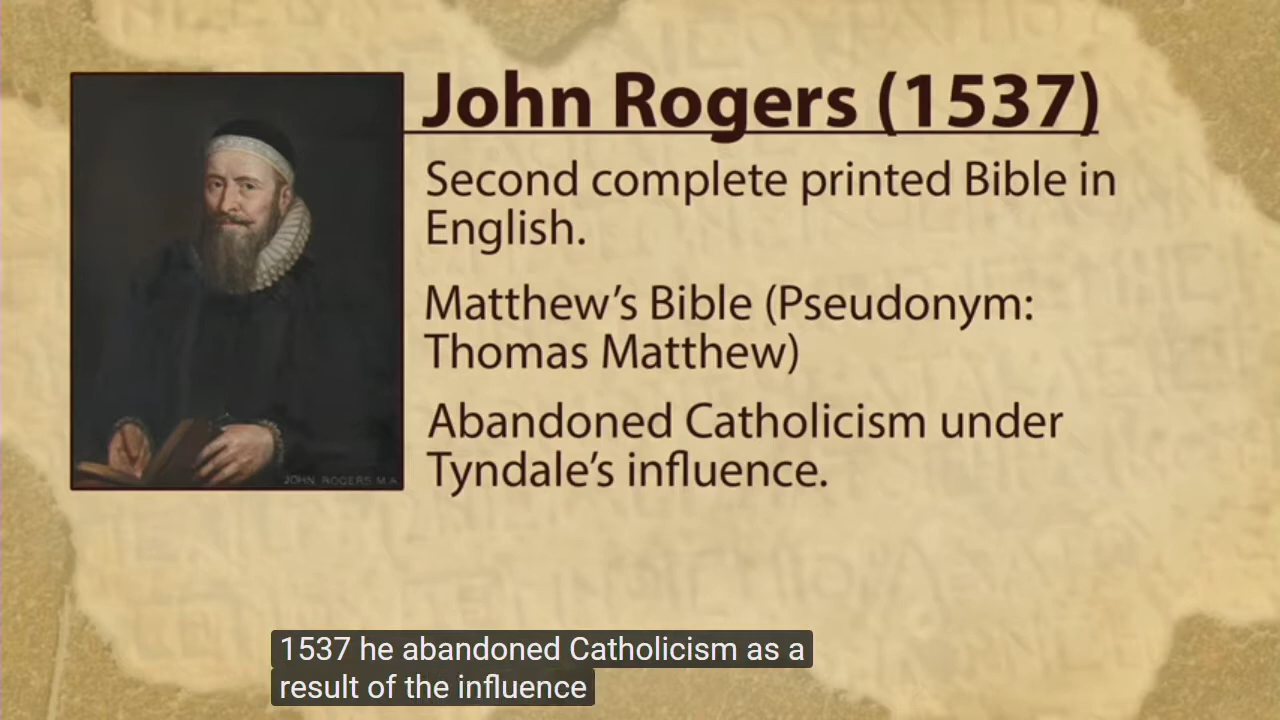 John Rogers (1537)
Second complete printed Bible in
English.
Matthew's Bible (Pseudonym:
Thomas Matthew)
Abandoned Catholicism under
Tyndale's influence.
JOHN ROGERS M.A
1537 he abandoned Catholicism as a
result of the influence